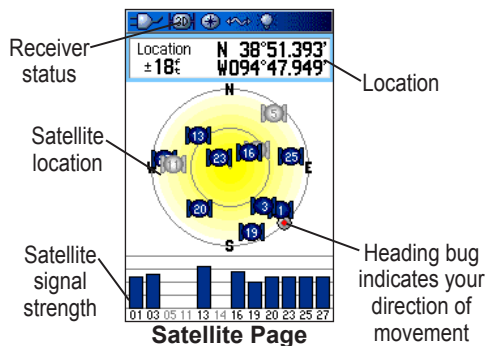 Receiver
status
3D
Location N 38°51.393'
±18ft W094°47.949'
Location
N
5
13
Satellite
location
W
11
23
16
25
E
20
3
1
19
S
Satellite
signal
strength
Heading bug
indicates your
direction of
movement
01 03 05 11 13 14 16 19 20 23 25 27
Satellite Page